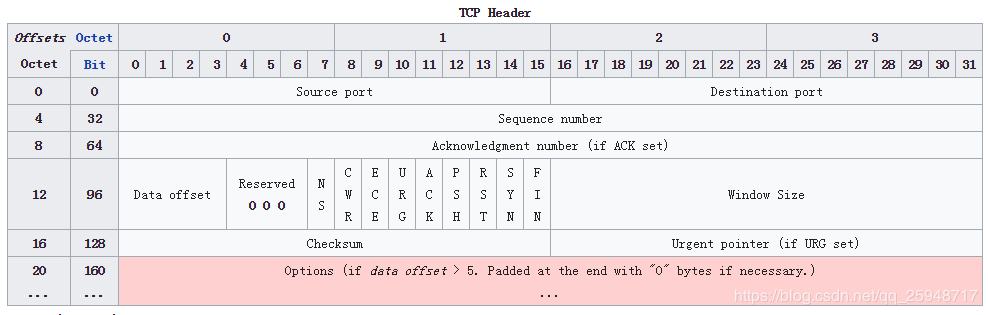 TCP Header
Offsets Octet 0 1 2 3
Octet Bit 0 1 2 3 4 5 6 7 8 9 10 11 12 13 14 15 16 17 18 19 20 21 22 23 24 25 26 27 28 29 30 31
0 0 Source port Destination port
4 32 Sequence number
8 64 Acknowledgment number (if ACK set)
12 96 Data offset Reserved 0 0 0 NS CWR ECE URG ACK PSH RST SYN FIN Window Size
16 128 Checksum Urgent pointer (if URG set)
20 160 Options (if data offset > 5. Padded at the end with "0" bytes if necessary.)
... ... ...
https://blog.csdn.net/qq_25948717